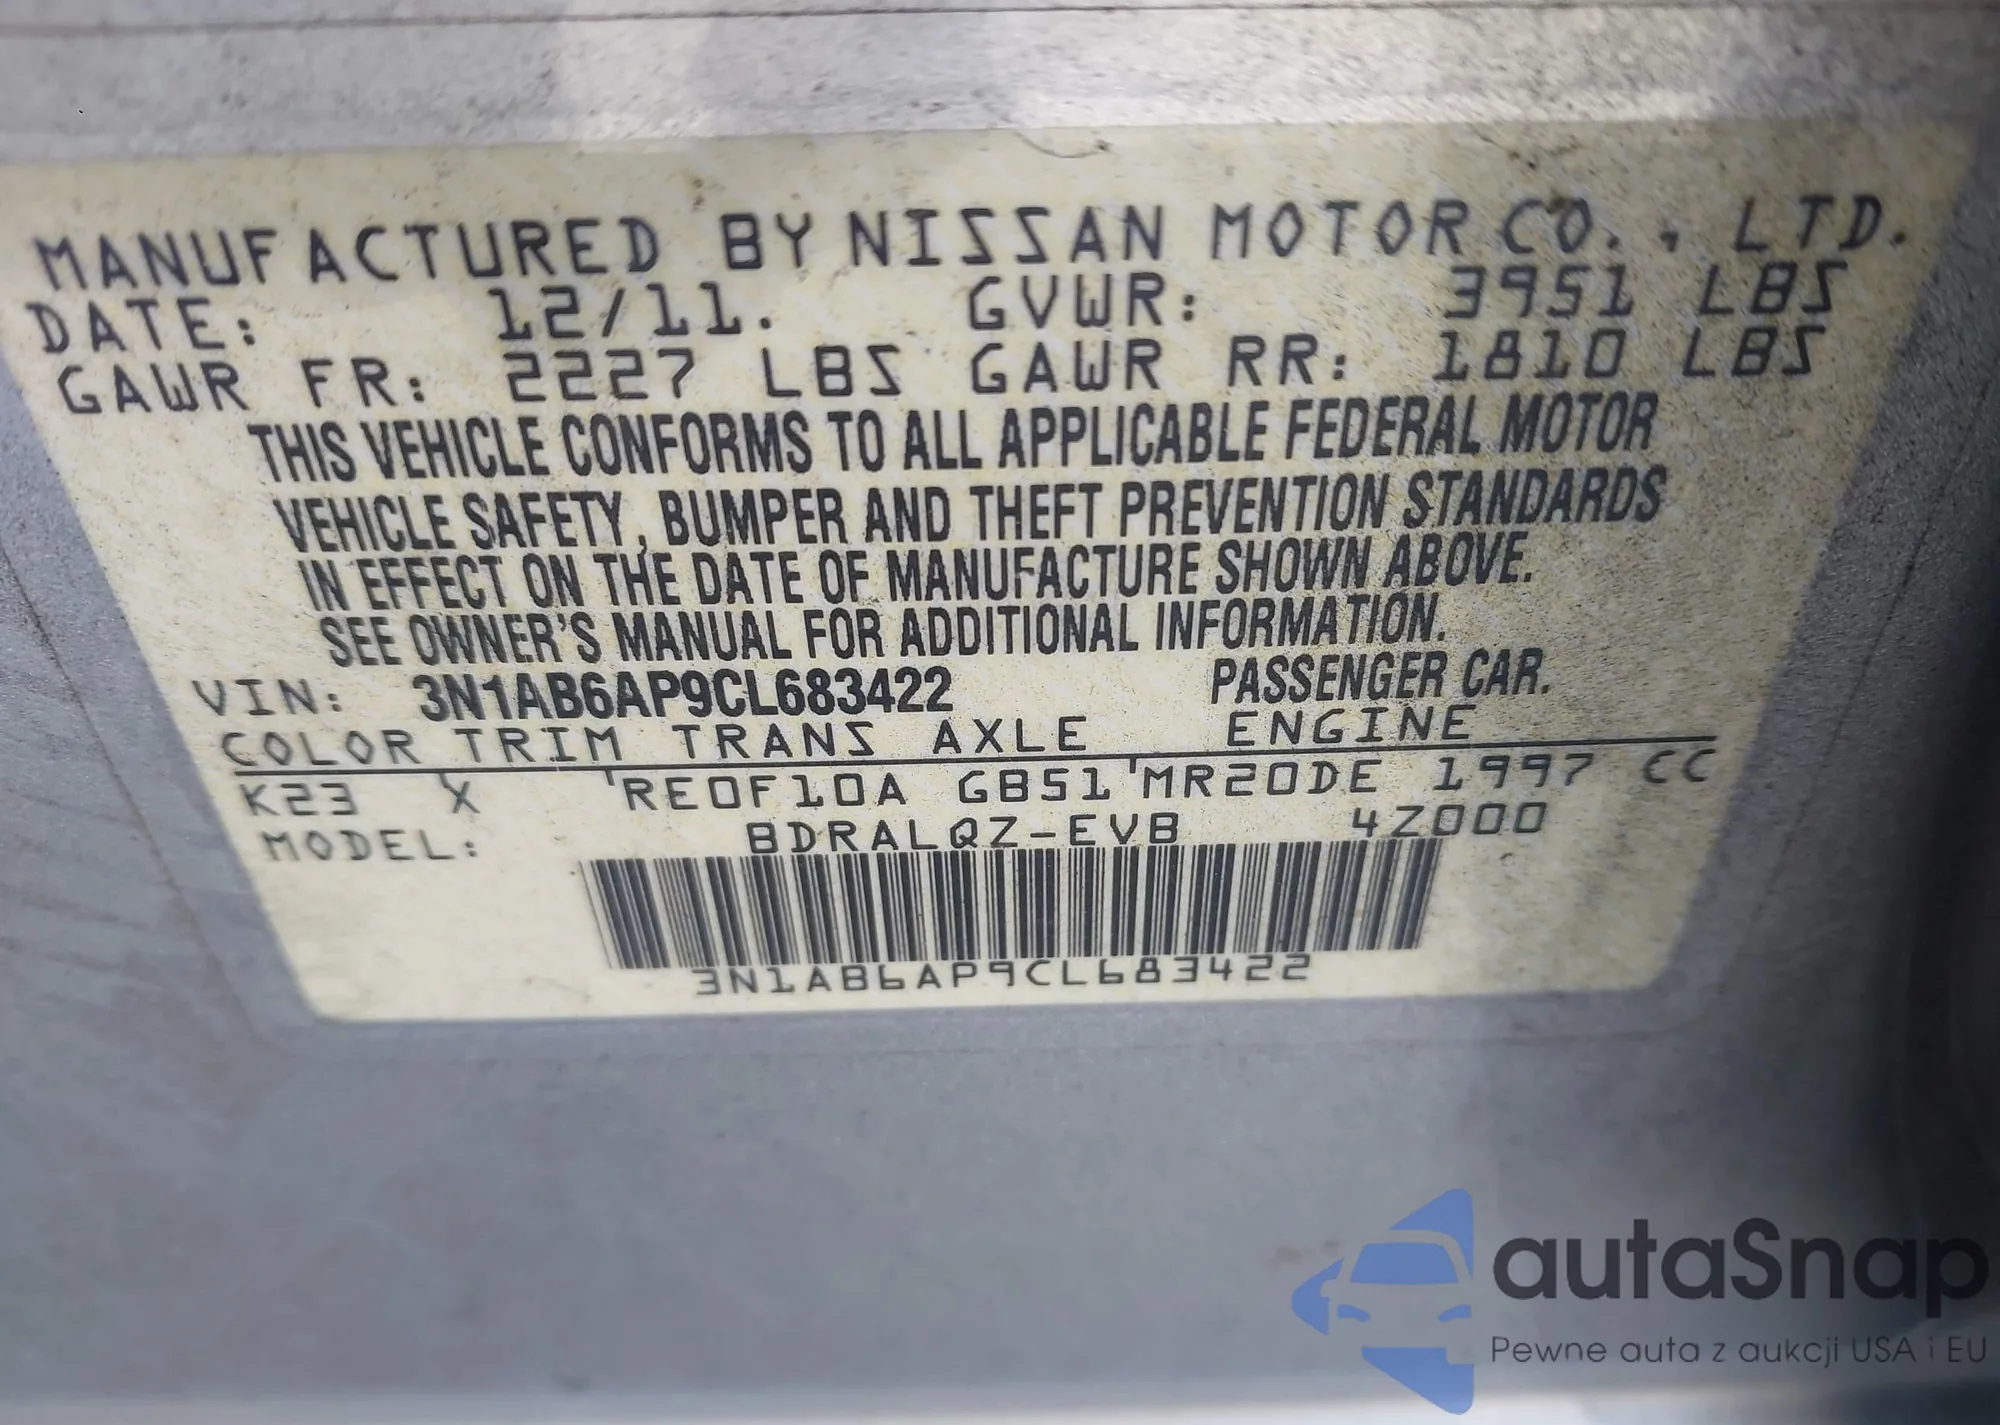 MANUFACTURED BY NISSAN MOTOR CO., LTD.
DATE: 12/11. GVWR: 3951 LBS
GAWR FR: 2227 LBS GAWR RR: 1810 LBS
THIS VEHICLE CONFORMS TO ALL APPLICABLE FEDERAL MOTOR
VEHICLE SAFETY, BUMPER AND THEFT PREVENTION STANDARDS
IN EFFECT ON THE DATE OF MANUFACTURE SHOWN ABOVE.
SEE OWNER'S MANUAL FOR ADDITIONAL INFORMATION.
VIN: 3N1AB6AP9CL683422 PASSENGER CAR.
COLOR TRIM TRANS AXLE ENGINE
K23 X RE0F10A GB51 MR20DE 1997 CC
MODEL: BDRALQZ-EVB 4Z000
3N1AB6AP9CL683422
autaSnap
Pewne auta z aukcji USA i EU